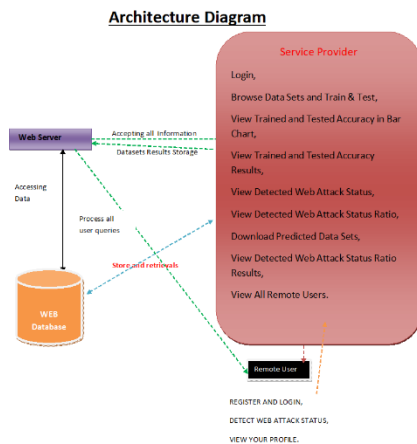 Architecture Diagram
Service Provider
Login,
Browse Data Sets and Train & Test,
View Trained and Tested Accuracy in Bar
Chart,
View Trained and Tested Accuracy
Results,
View Detected Web Attack Status,
View Detected Web Attack Status Ratio,
Download Predicted Data Sets,
View Detected Web Attack Status Ratio
Results,
View All Remote Users.
Web Server
Accepting all Information
Datasets Results Storage
Accessing
Data
Process all
user queries
Store and retrievals
WEB
Database
Remote User
REGISTER AND LOGIN,
DETECT WEB ATTACK STATUS,
VIEW YOUR PROFILE.